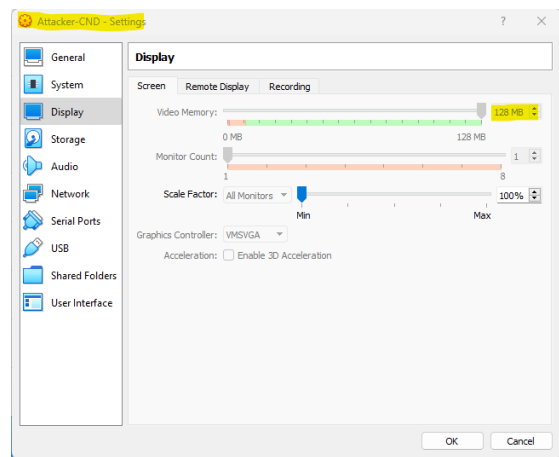 Attacker-CND - Settings ?
General
System
Display
Storage
Audio
Network
Serial Ports
USB
Shared Folders
User Interface
Display
Screen Remote Display Recording
Video Memory: 128 MB
0 MB 128 MB
Monitor Count: 1
1 8
Scale Factor: All Monitors 100%
Min Max
Graphics Controller: VMSVGA
Acceleration: Enable 3D Acceleration
OK Cancel